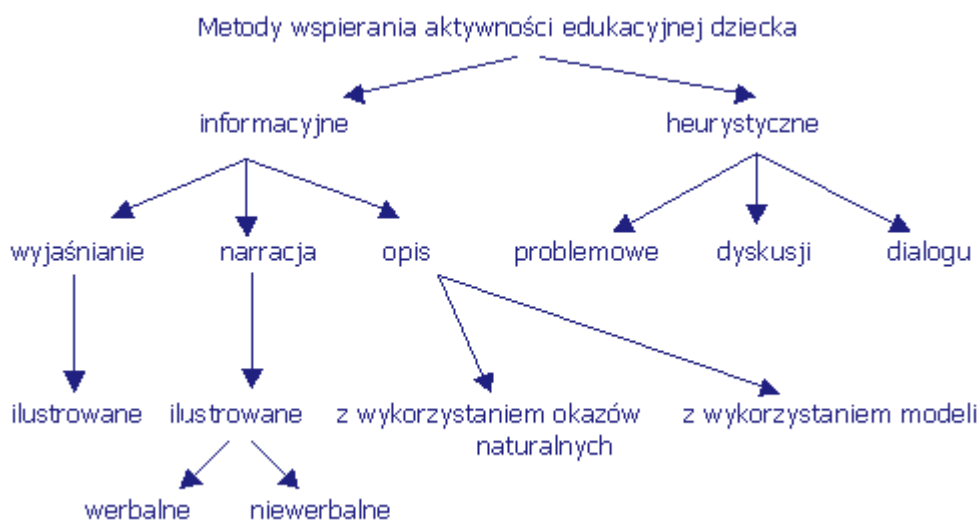 Metody wspierania aktywności edukacyjnej dziecka
informacyjne heurystyczne
wyjaśnianie narracja opis problemowe dyskusji dialogu
ilustrowane ilustrowane z wykorzystaniem okazów z wykorzystaniem modeli
naturalnych
werbalne niewerbalne